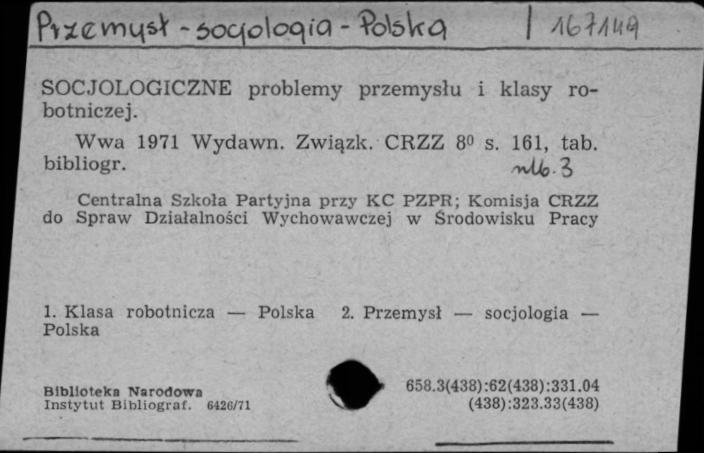 Przemysł - socjologia - Polska | 167149
SOCJOLOGICZNE problemy przemysłu i klasy ro-
botniczej.
Wwa 1971 Wydawn. Związk. CRZZ 8⁰ s. 161, tab.
bibliogr. nlb. 3
Centralna Szkoła Partyjna przy KC PZPR; Komisja CRZZ
do Spraw Działalności Wychowawczej w Środowisku Pracy
1. Klasa robotnicza — Polska 2. Przemysł — socjologia —
Polska
Biblioteka Narodowa
Instytut Bibliograf. 6426/71
658.3(438):62(438):331.04
(438):323.33(438)